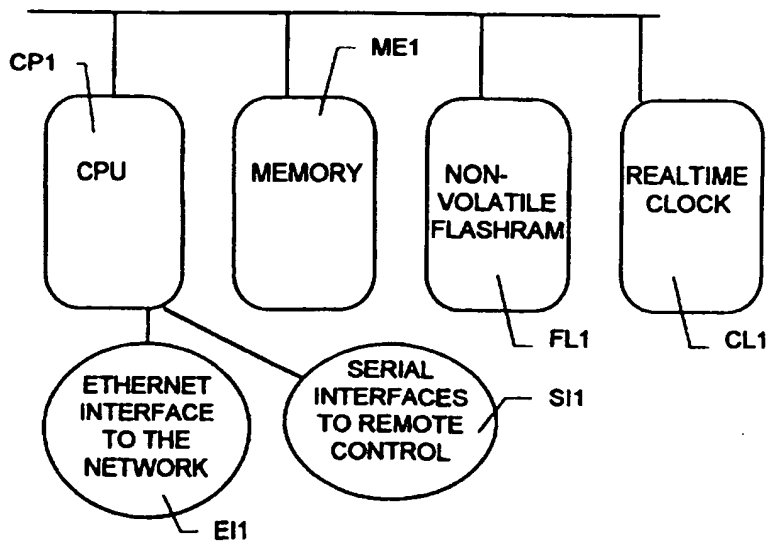 CP1
ME1
CPU
MEMORY
NON-
VOLATILE
FLASHRAM
REALTIME
CLOCK
FL1
CL1
ETHERNET
INTERFACE
TO THE
NETWORK
SERIAL
INTERFACES
TO REMOTE
CONTROL
SI1
EI1